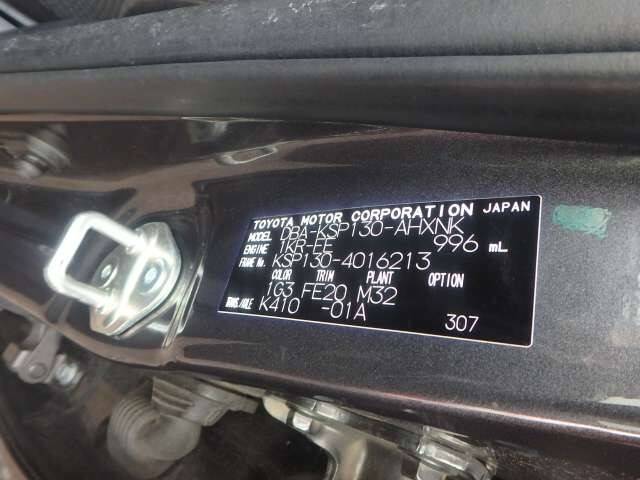 TOYOTA MOTOR CORPORATION JAPAN
MODEL DBA-KSP130-AHXNK
ENGINE 1KR-FE 996 mL
FRAME No. KSP130-4016213
COLOR TRIM PLANT OPTION
1G3 FE20 M32
TRANS./AXLE K410 -01A
307